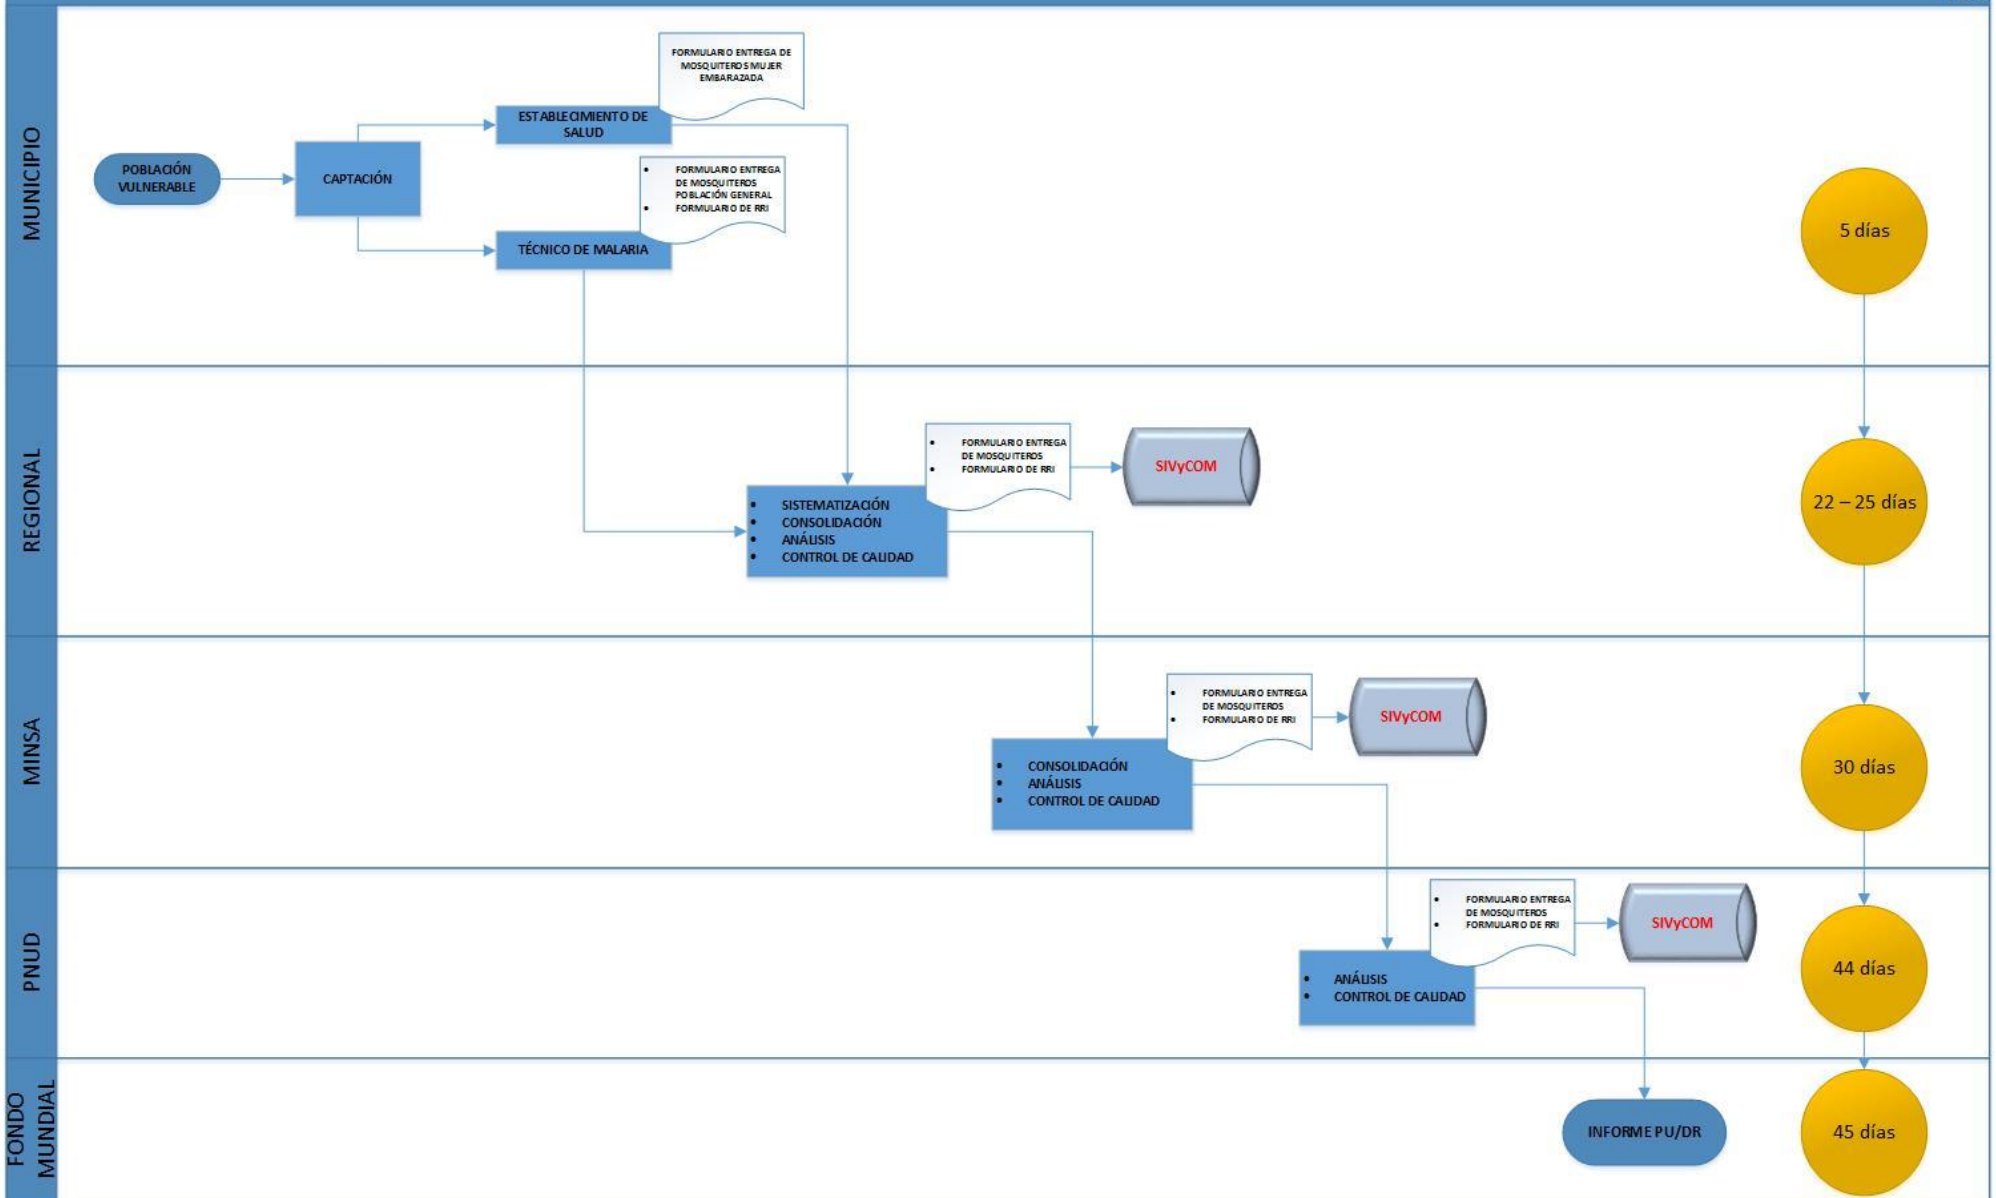 MUNICIPIO
POBLACIÓN
VULNERABLE
CAPTACIÓN
ESTABLECIMIENTO DE
SALUD
FORMULARIO ENTREGA DE
MOSQUITEROS MUJER
EMBARAZADA
TÉCNICO DE MALARIA
• FORMULARIO ENTREGA
DE MOSQUITEROS
POBLACIÓN GENERAL
• FORMULARIO DE RRI
5 días
REGIONAL
• SISTEMATIZACIÓN
• CONSOLIDACIÓN
• ANÁLISIS
• CONTROL DE CALIDAD
• FORMULARIO ENTREGA
DE MOSQUITEROS
• FORMULARIO DE RRI
SIVyCOM
22 – 25 días
MINSA
• CONSOLIDACIÓN
• ANÁLISIS
• CONTROL DE CALIDAD
• FORMULARIO ENTREGA
DE MOSQUITEROS
• FORMULARIO DE RRI
SIVyCOM
30 días
PNUD
• ANÁLISIS
• CONTROL DE CALIDAD
• FORMULARIO ENTREGA
DE MOSQUITEROS
• FORMULARIO DE RRI
SIVyCOM
44 días
FONDO
MUNDIAL
INFORME PU/DR
45 días